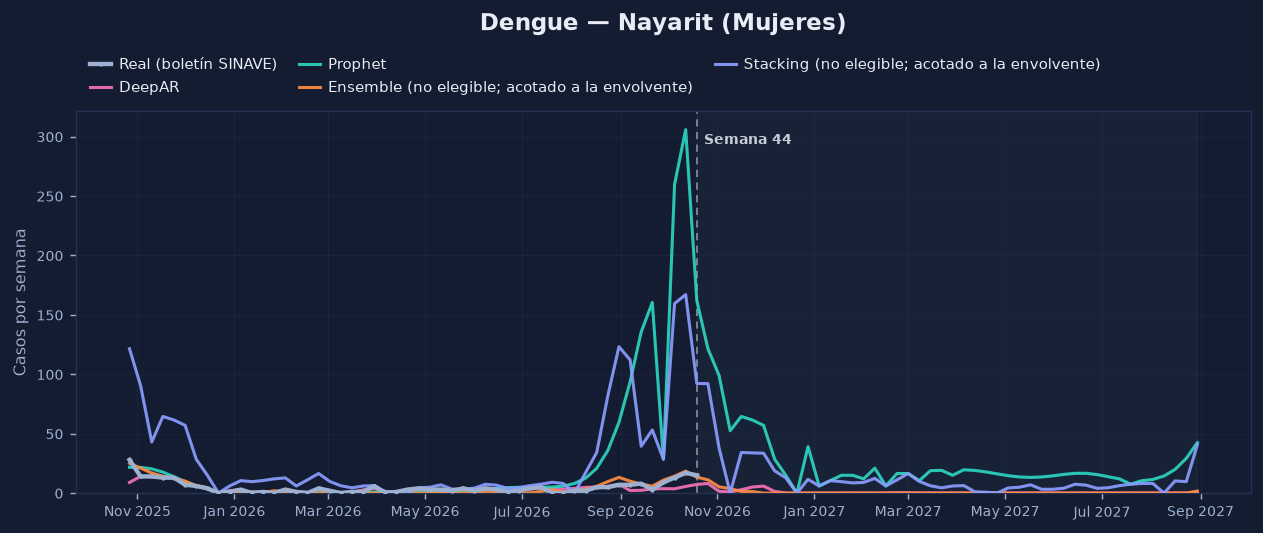 Dengue — Nayarit (Mujeres)
Real (boletín SINAVE)
Prophet
Stacking (no elegible; acotado a la envolvente)
DeepAR
Ensemble (no elegible; acotado a la envolvente)
Semana 44
Casos por semana
300
250
200
150
100
50
0
Nov 2025
Jan 2026
Mar 2026
May 2026
Jul 2026
Sep 2026
Nov 2026
Jan 2027
Mar 2027
May 2027
Jul 2027
Sep 2027